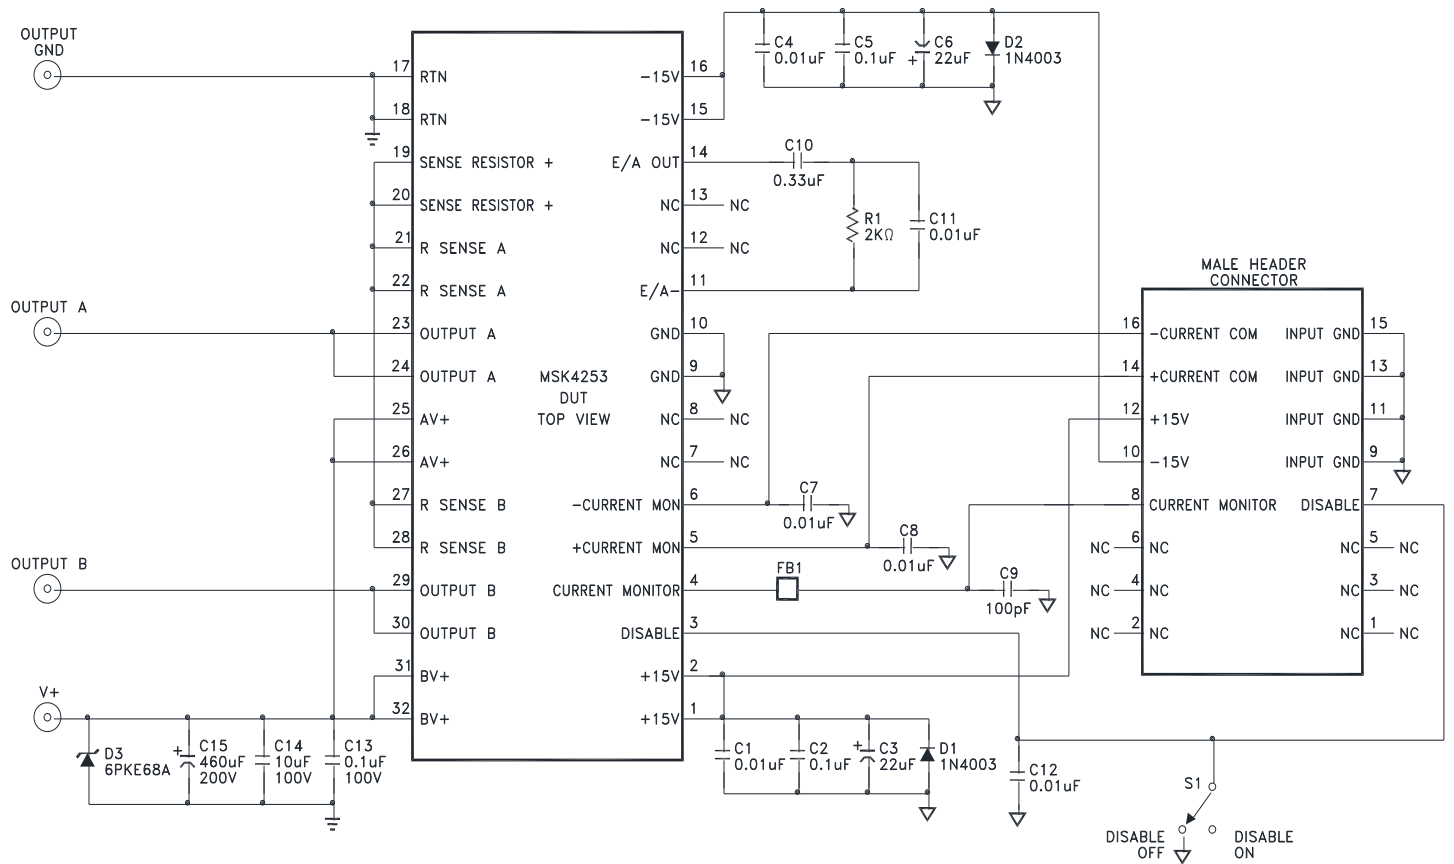 OUTPUT
GND
OUTPUT A
OUTPUT B
V+
D3
6PKE68A
C15
460uF
200V
+
C14
10uF
100V
C13
0.1uF
100V
17 RTN
18 RTN
19 SENSE RESISTOR +
20 SENSE RESISTOR +
21 R SENSE A
22 R SENSE A
23 OUTPUT A
24 OUTPUT A
25 AV+
26 AV+
27 R SENSE B
28 R SENSE B
29 OUTPUT B
30 OUTPUT B
31 BV+
32 BV+
MSK4253
DUT
TOP VIEW
-15V 16
-15V 15
E/A OUT 14
NC 13 NC
NC 12 NC
E/A- 11
GND 10
GND 9
NC 8 NC
NC 7 NC
-CURRENT MON 6
+CURRENT MON 5
CURRENT MONITOR 4
DISABLE 3
+15V 2
+15V 1
C4
0.01uF
C5
0.1uF
C6
22uF
+
D2
1N4003
C10
0.33uF
R1
2KΩ
C11
0.01uF
C7
0.01uF
C8
0.01uF
FB1
C9
100pF
C1
0.01uF
C2
0.1uF
+
C3
22uF
D1
1N4003
C12
0.01uF
MALE HEADER
CONNECTOR
16 -CURRENT COM
14 +CURRENT COM
12 +15V
10 -15V
8 CURRENT MONITOR
NC 6 NC
NC 4 NC
NC 2 NC
INPUT GND 15
INPUT GND 13
INPUT GND 11
INPUT GND 9
DISABLE 7
NC 5 NC
NC 3 NC
NC 1 NC
S1
DISABLE
OFF
DISABLE
ON